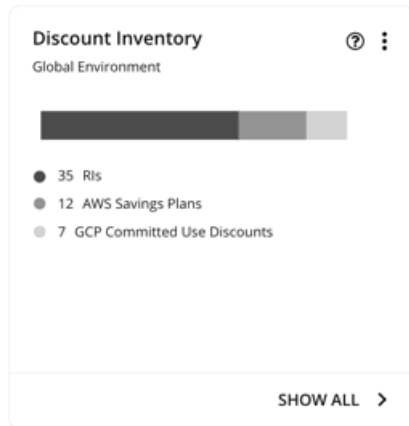 Discount Inventory
Global Environment
35 RIs
12 AWS Savings Plans
7 GCP Committed Use Discounts
SHOW ALL